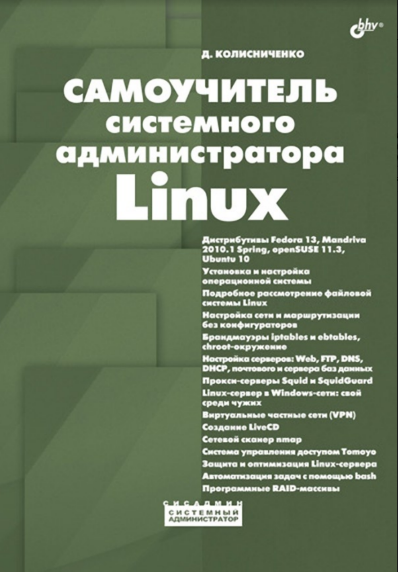 bhv®
Д. КОЛИСНИЧЕНКО
САМОУЧИТЕЛЬ
системного
администратора
Linux
Дистрибутивы Fedora 13, Mandriva
2010.1 Spring, openSUSE 11.3,
Ubuntu 10
Установка и настройка
операционной системы
Подробное рассмотрение файловой
системы Linux
Настройка сети и маршрутизации
без конфигураторов
Брандмауэры iptables и ebtables,
chroot-окружение
Настройка серверов: Web, FTP, DNS,
DHCP, почтового и сервера баз данных
Прокси-серверы Squid и SquidGuard
Linux-сервер в Windows-сети: свой
среди чужих
Виртуальные частные сети (VPN)
Создание LiveCD
Сетевой сканер nmap
Система управления доступом Tomoyo
Защита и оптимизация Linux-сервера
Автоматизация задач с помощью bash
Программные RAID-массивы
СИСАДМИН
СИСТЕМНЫЙ
АДМИНИСТРАТОР